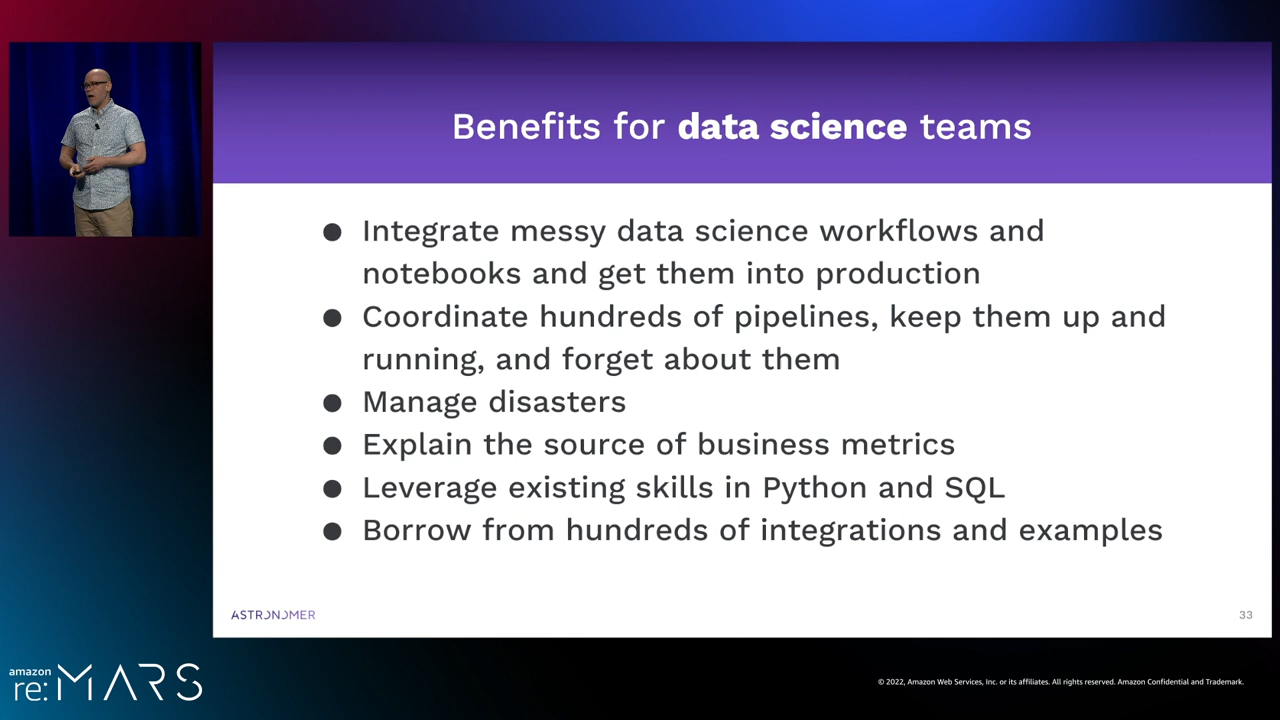 Benefits for data science teams
● Integrate messy data science workflows and
notebooks and get them into production
● Coordinate hundreds of pipelines, keep them up and
running, and forget about them
● Manage disasters
● Explain the source of business metrics
● Leverage existing skills in Python and SQL
● Borrow from hundreds of integrations and examples
ASTRONOMER
33
amazon
re:MARS
© 2022, Amazon Web Services, Inc. or its affiliates. All rights reserved. Amazon Confidential and Trademark.